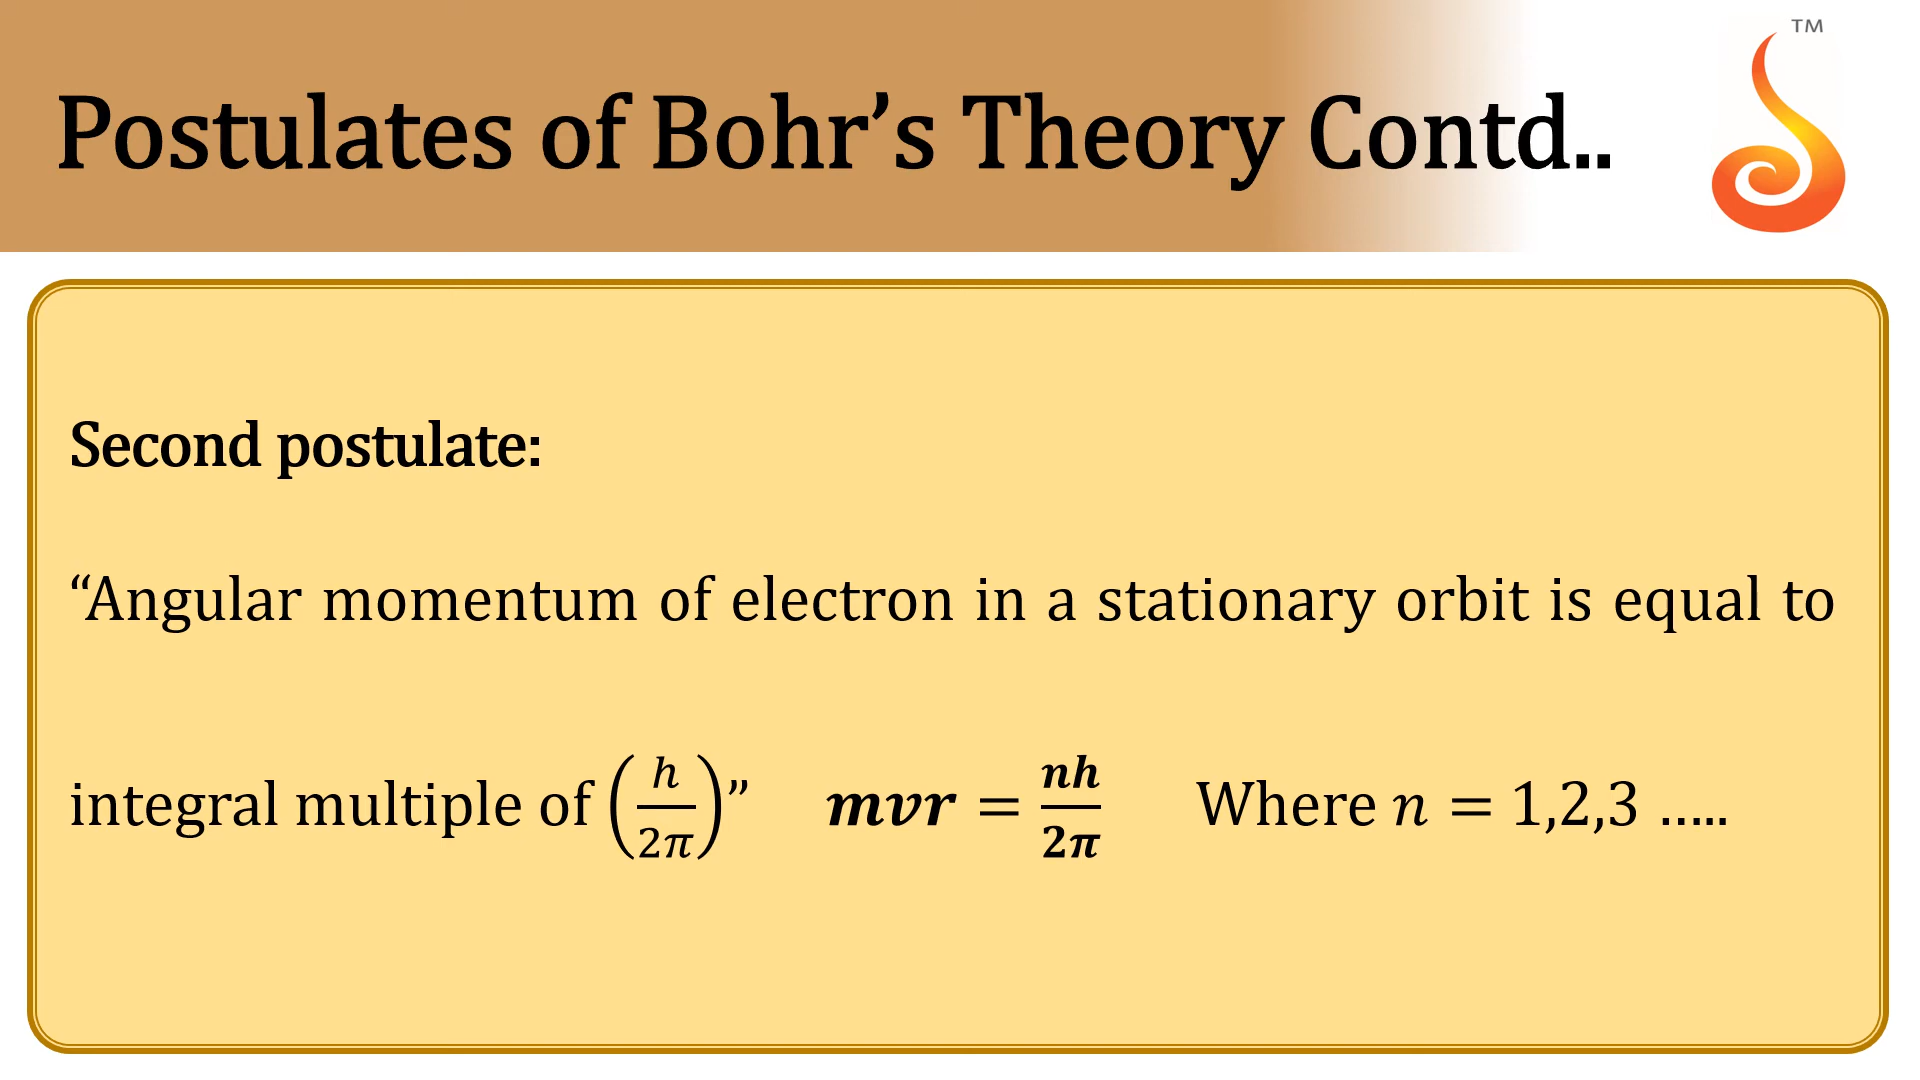 Postulates of Bohr’s Theory Contd..
TM
Second postulate:
“Angular momentum of electron in a stationary orbit is equal to
integral multiple of (h/2π)” mvr = nh/2π Where n = 1,2,3 .....